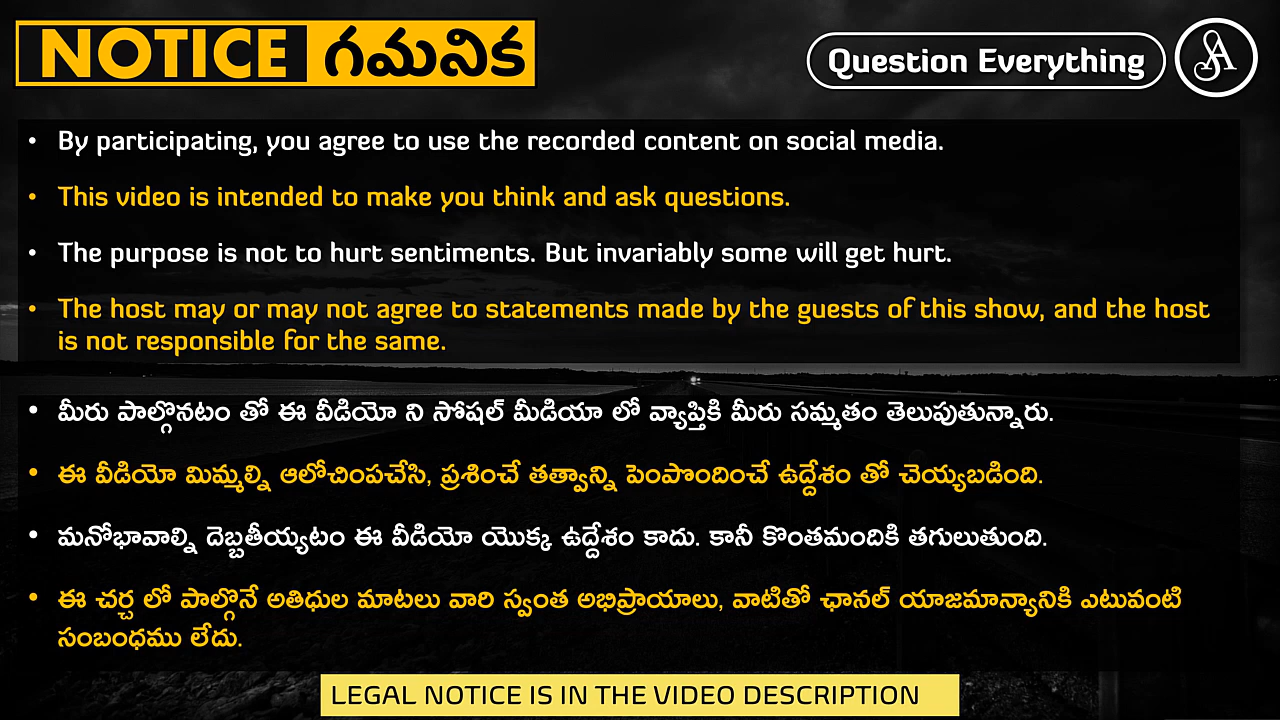 NOTICE గమనిక
Question Everything
• By participating, you agree to use the recorded content on social media.
• This video is intended to make you think and ask questions.
• The purpose is not to hurt sentiments. But invariably some will get hurt.
• The host may or may not agree to statements made by the guests of this show, and the host
is not responsible for the same.
• మీరు పాల్గొనటం తో ఈ వీడియో ని సోషల్ మీడియా లో వ్యాప్తికి మీరు సమ్మతం తెలుపుతున్నారు.
• ఈ వీడియో మిమ్మల్ని ఆలోచింపచేసి, ప్రశించే తత్వాన్ని పెంపొందించే ఉద్దేశం తో చెయ్యబడింది.
• మనోభావాల్ని దెబ్బతీయ్యటం ఈ వీడియో యొక్క ఉద్దేశం కాదు. కానీ కొంతమందికి తగులుతుంది.
• ఈ చర్చ లో పాల్గొనే అతిధుల మాటలు వారి స్వంత అభిప్రాయాలు, వాటితో ఛానల్ యాజమాన్యానికి ఎటువంటి
సంబంధము లేదు.
LEGAL NOTICE IS IN THE VIDEO DESCRIPTION